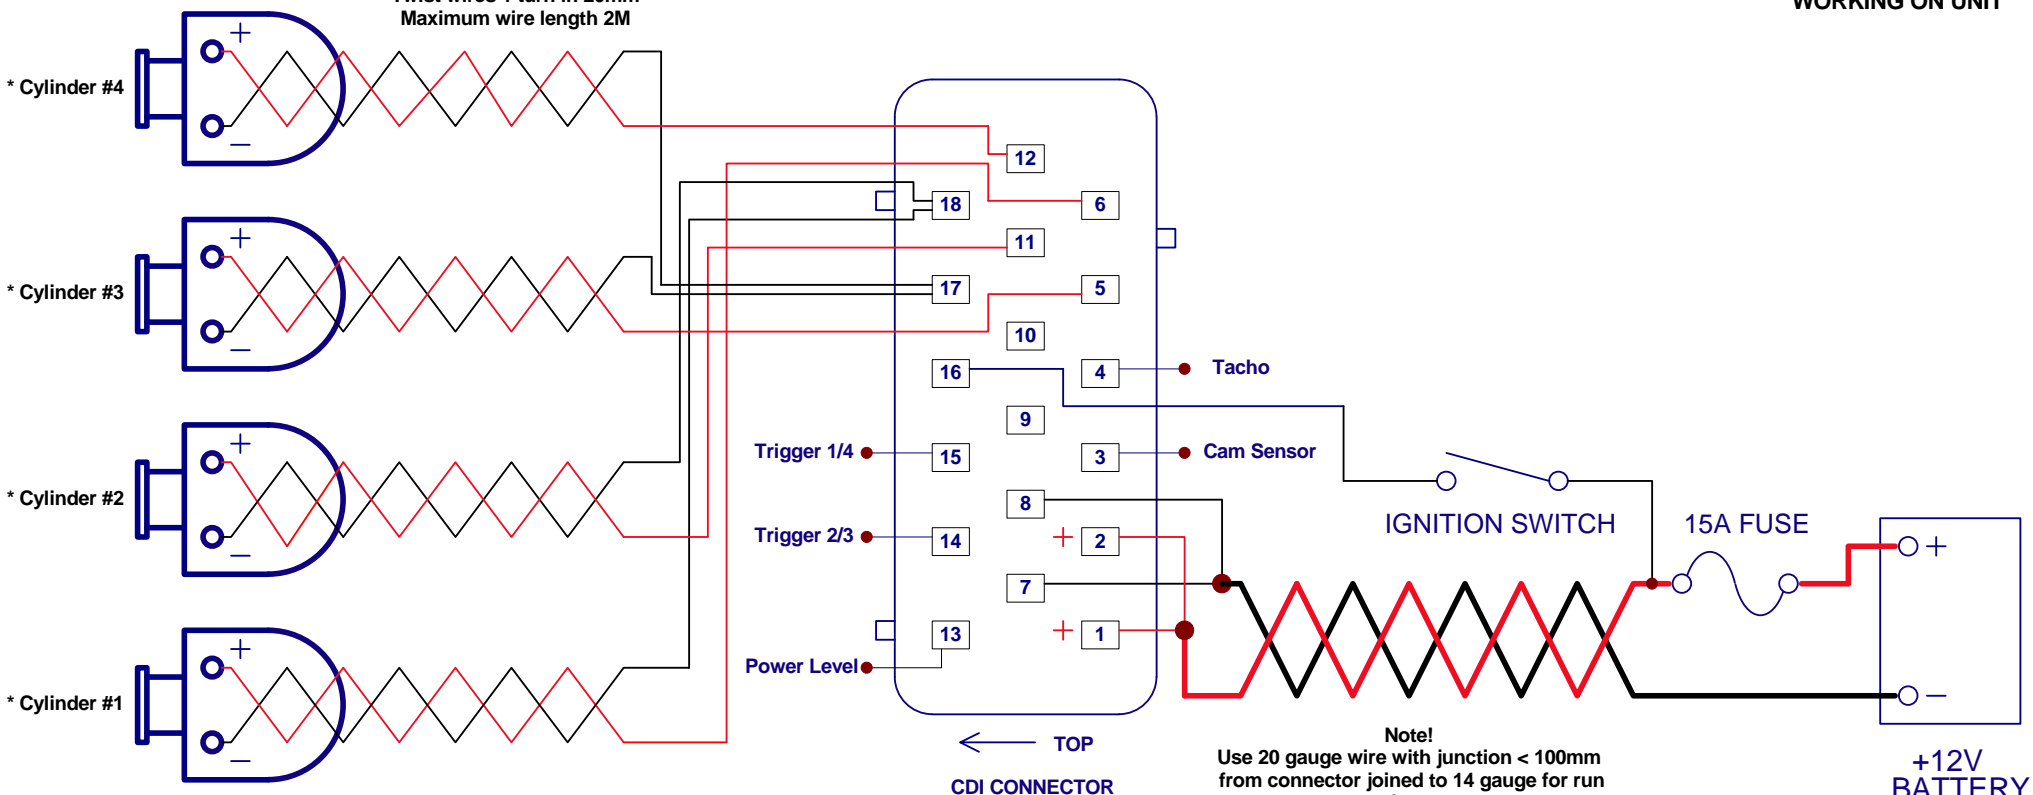 Maximum wire length 2M
WORKING ON UNIT
* Cylinder #4
+
−
12
18
6
11
* Cylinder #3
+
−
17
5
10
16
4
Tacho
9
* Cylinder #2
+
−
Trigger 1/4
15
3
Cam Sensor
8
IGNITION SWITCH
15A FUSE
Trigger 2/3
14
+
2
+
−
7
* Cylinder #1
+
−
13
+
1
Power Level
TOP
CDI CONNECTOR
Note!
Use 20 gauge wire with junction < 100mm
from connector joined to 14 gauge for run
+12V
BATTERY